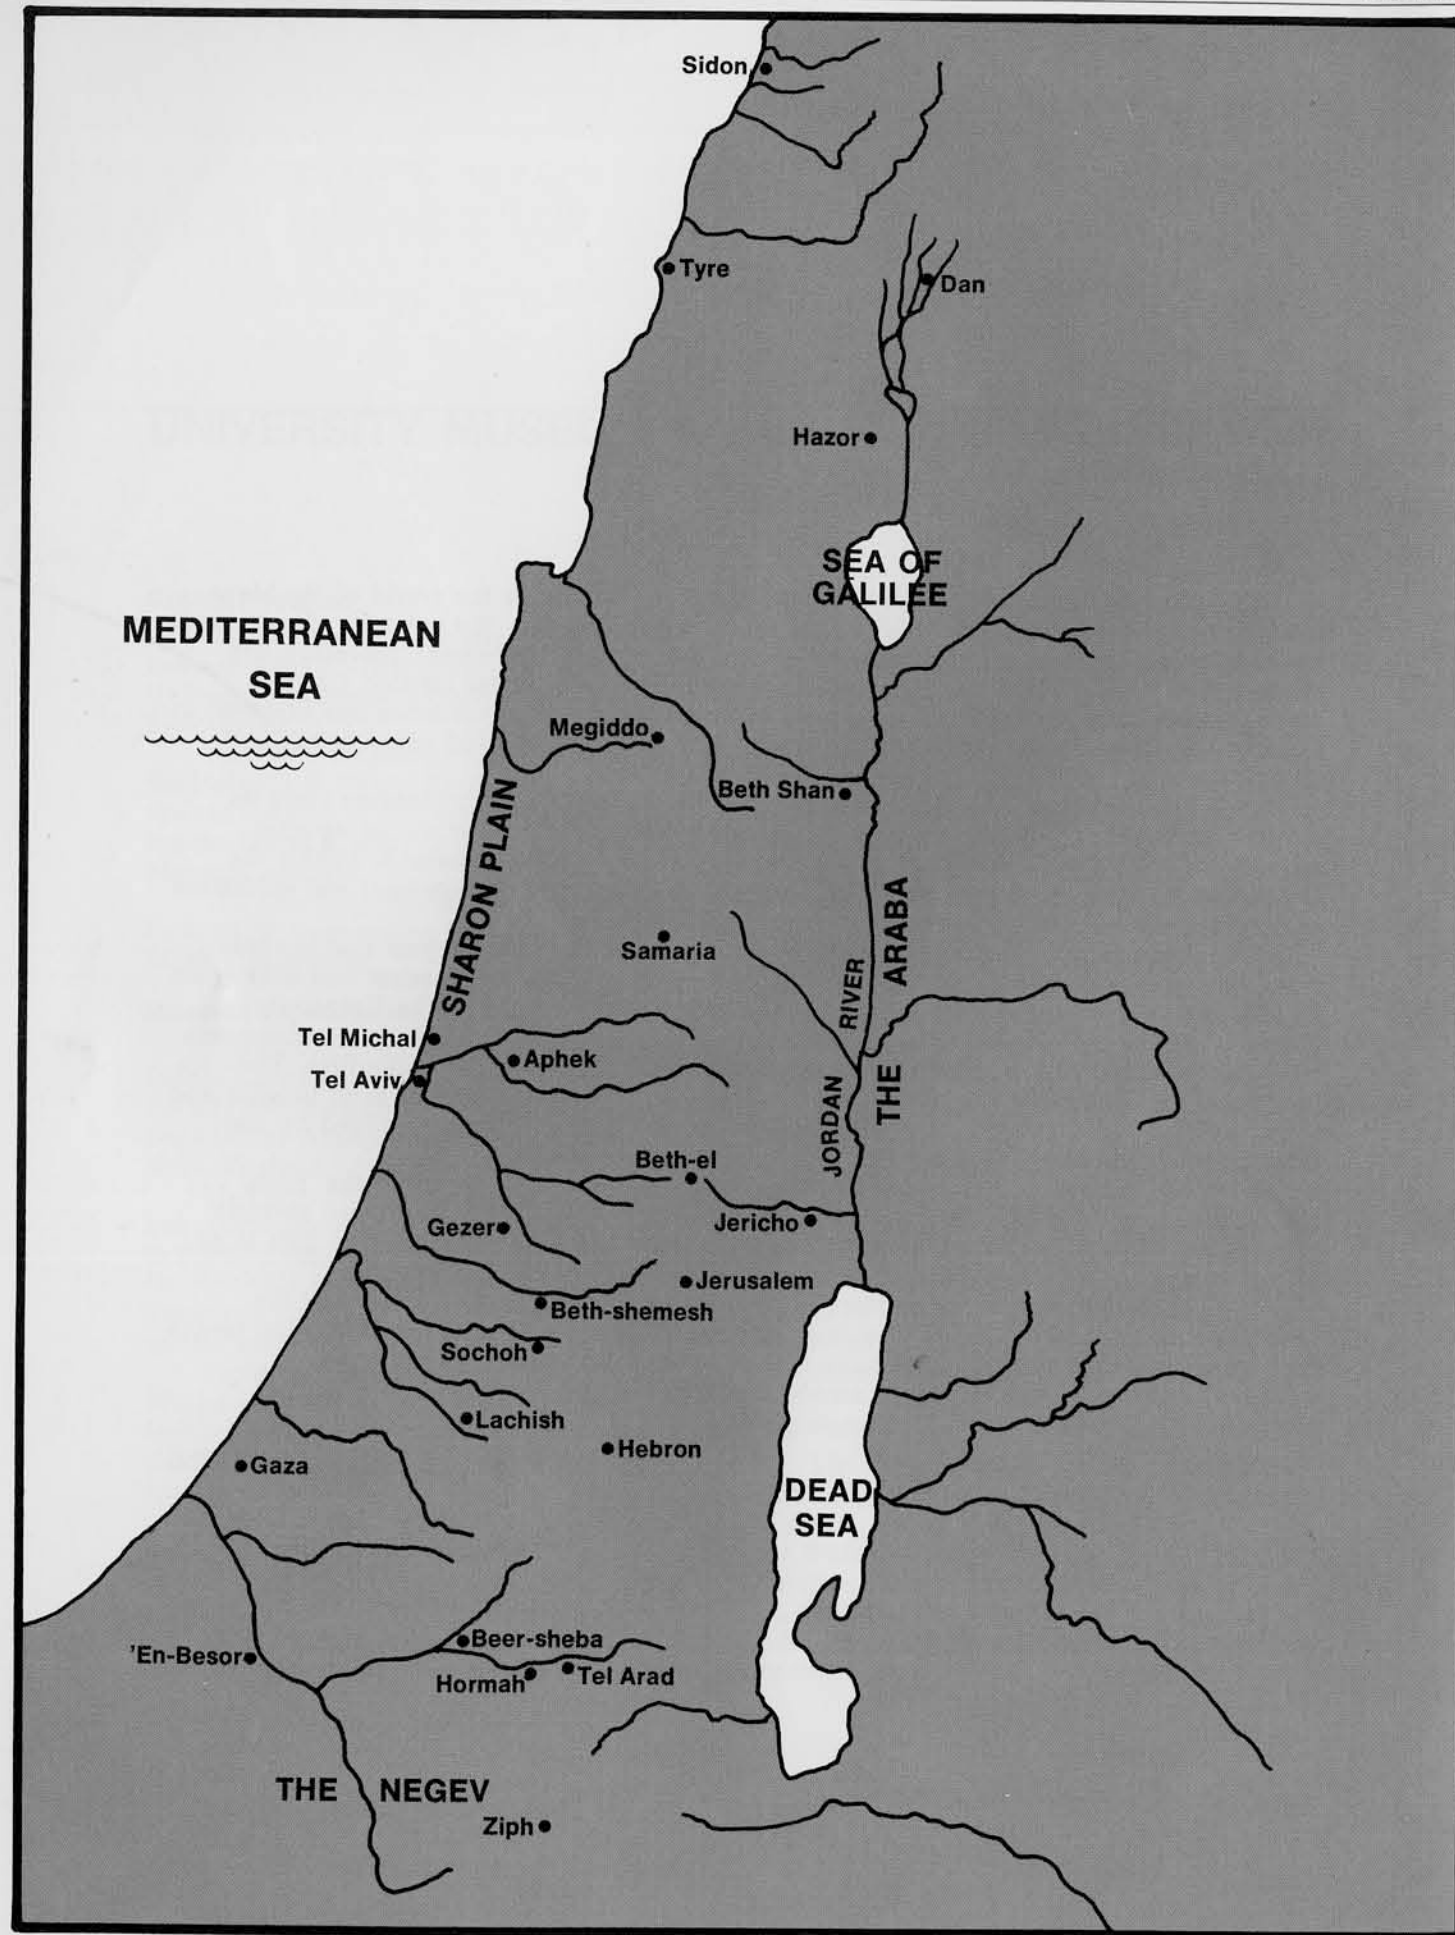 Sidon
Tyre
Dan
UNIVERSITY MUSE
Hazor
SEA OF
GALILEE
MEDITERRANEAN
SEA
Megiddo
Beth Shan
SHARON PLAIN
Samaria
JORDAN RIVER
THE ARABA
Tel Michal
Aphek
Tel Aviv
Beth-el
Jericho
Gezer
Jerusalem
Beth-shemesh
Sochoh
Lachish
Hebron
Gaza
DEAD
SEA
Beer-sheba
'En-Besor
Hormah
Tel Arad
THE NEGEV
Ziph